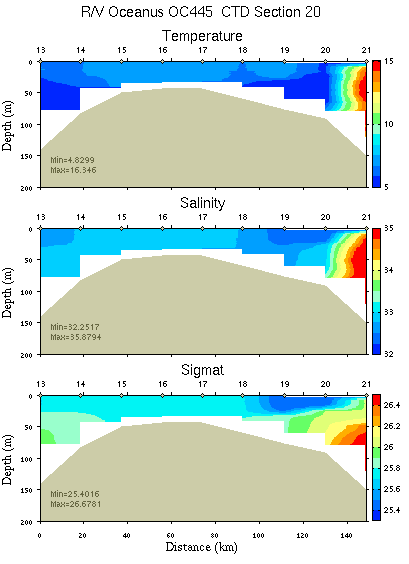 R/V Oceanus OC445 CTD Section 20
Temperature
13 14 15 16 17 18 19 20 21
0
50
100
150
200
Depth (m)
Min=4.8299
Max=16.346
15
10
5
Salinity
13 14 15 16 17 18 19 20 21
0
50
100
150
200
Depth (m)
Min=32.2517
Max=35.8794
35
34
33
32
Sigmat
13 14 15 16 17 18 19 20 21
0
50
100
150
200
Depth (m)
Min=25.4016
Max=26.6781
26.4
26.2
26
25.8
25.6
25.4
0 20 40 60 80 100 120 140
Distance (km)